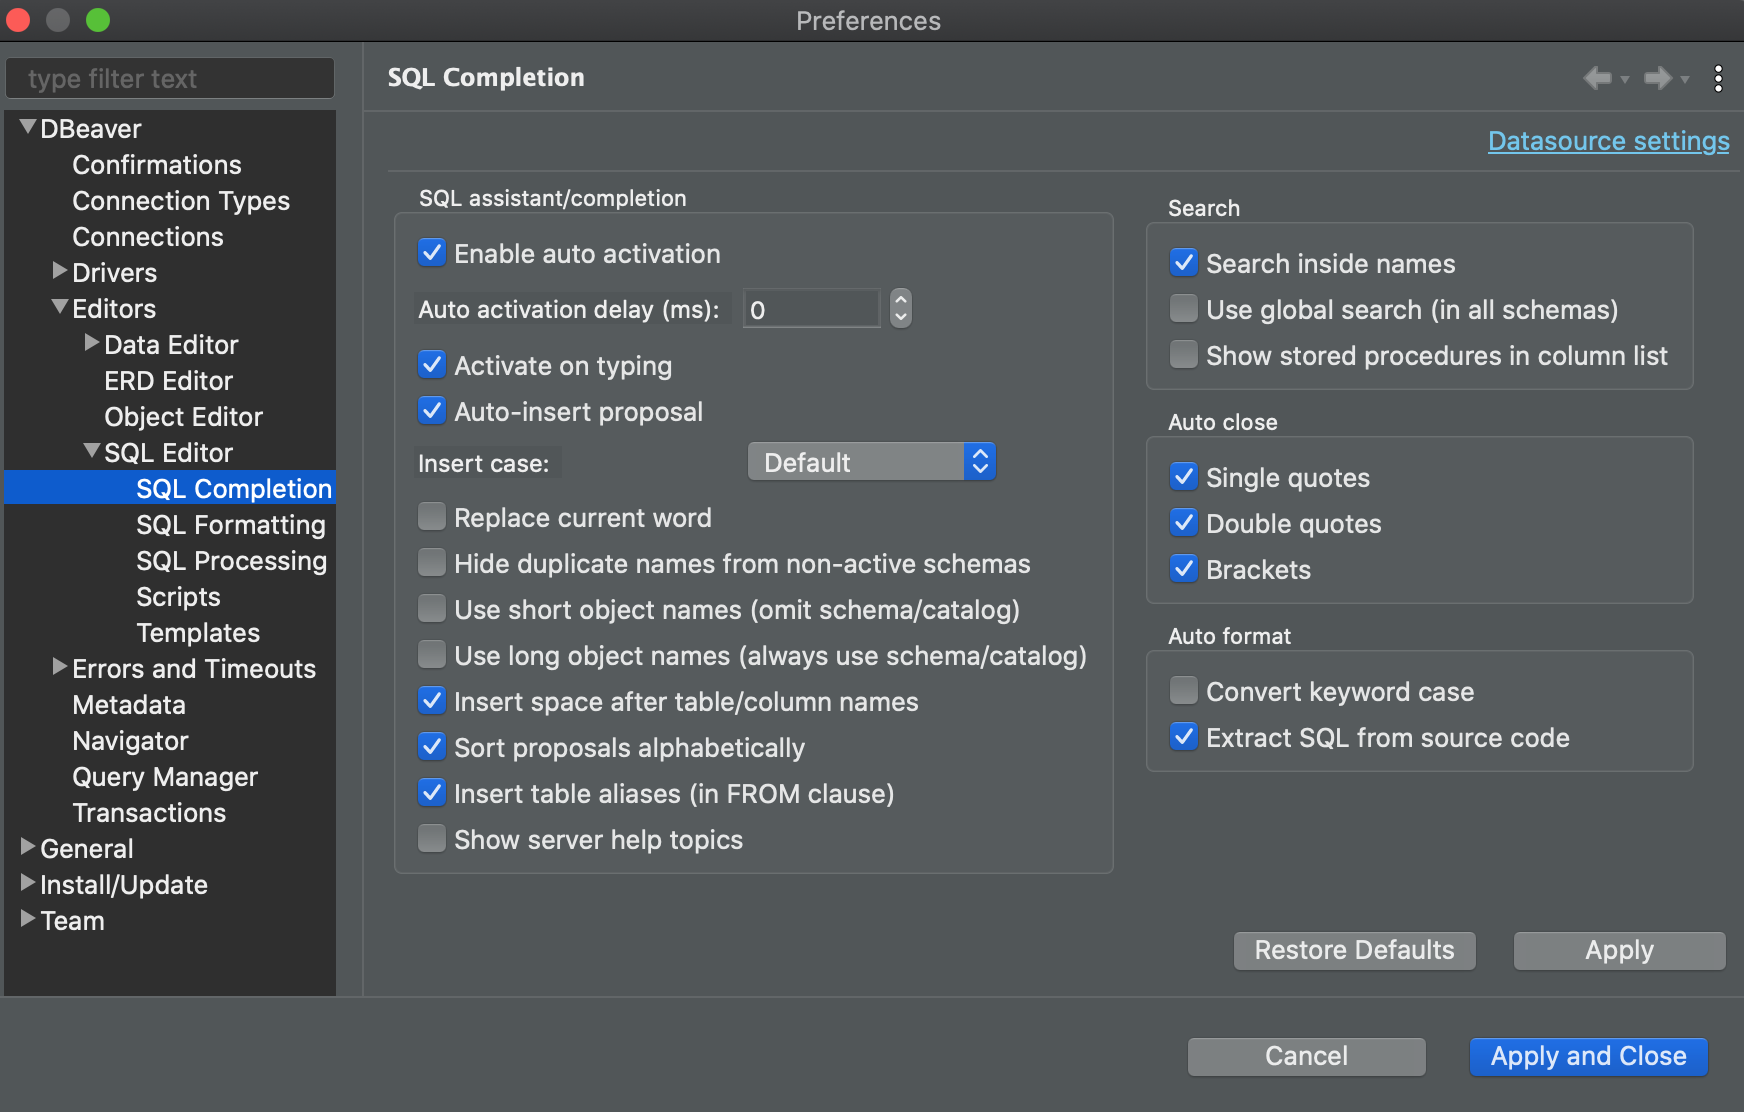 Preferences
type filter text
DBeaver
Confirmations
Connection Types
Connections
Drivers
Editors
Data Editor
ERD Editor
Object Editor
SQL Editor
SQL Completion
SQL Formatting
SQL Processing
Scripts
Templates
Errors and Timeouts
Metadata
Navigator
Query Manager
Transactions
General
Install/Update
Team
SQL Completion
Datasource settings
SQL assistant/completion
Enable auto activation
Auto activation delay (ms): 0
Activate on typing
Auto-insert proposal
Insert case: Default
Replace current word
Hide duplicate names from non-active schemas
Use short object names (omit schema/catalog)
Use long object names (always use schema/catalog)
Insert space after table/column names
Sort proposals alphabetically
Insert table aliases (in FROM clause)
Show server help topics
Search
Search inside names
Use global search (in all schemas)
Show stored procedures in column list
Auto close
Single quotes
Double quotes
Brackets
Auto format
Convert keyword case
Extract SQL from source code
Restore Defaults
Apply
Cancel
Apply and Close